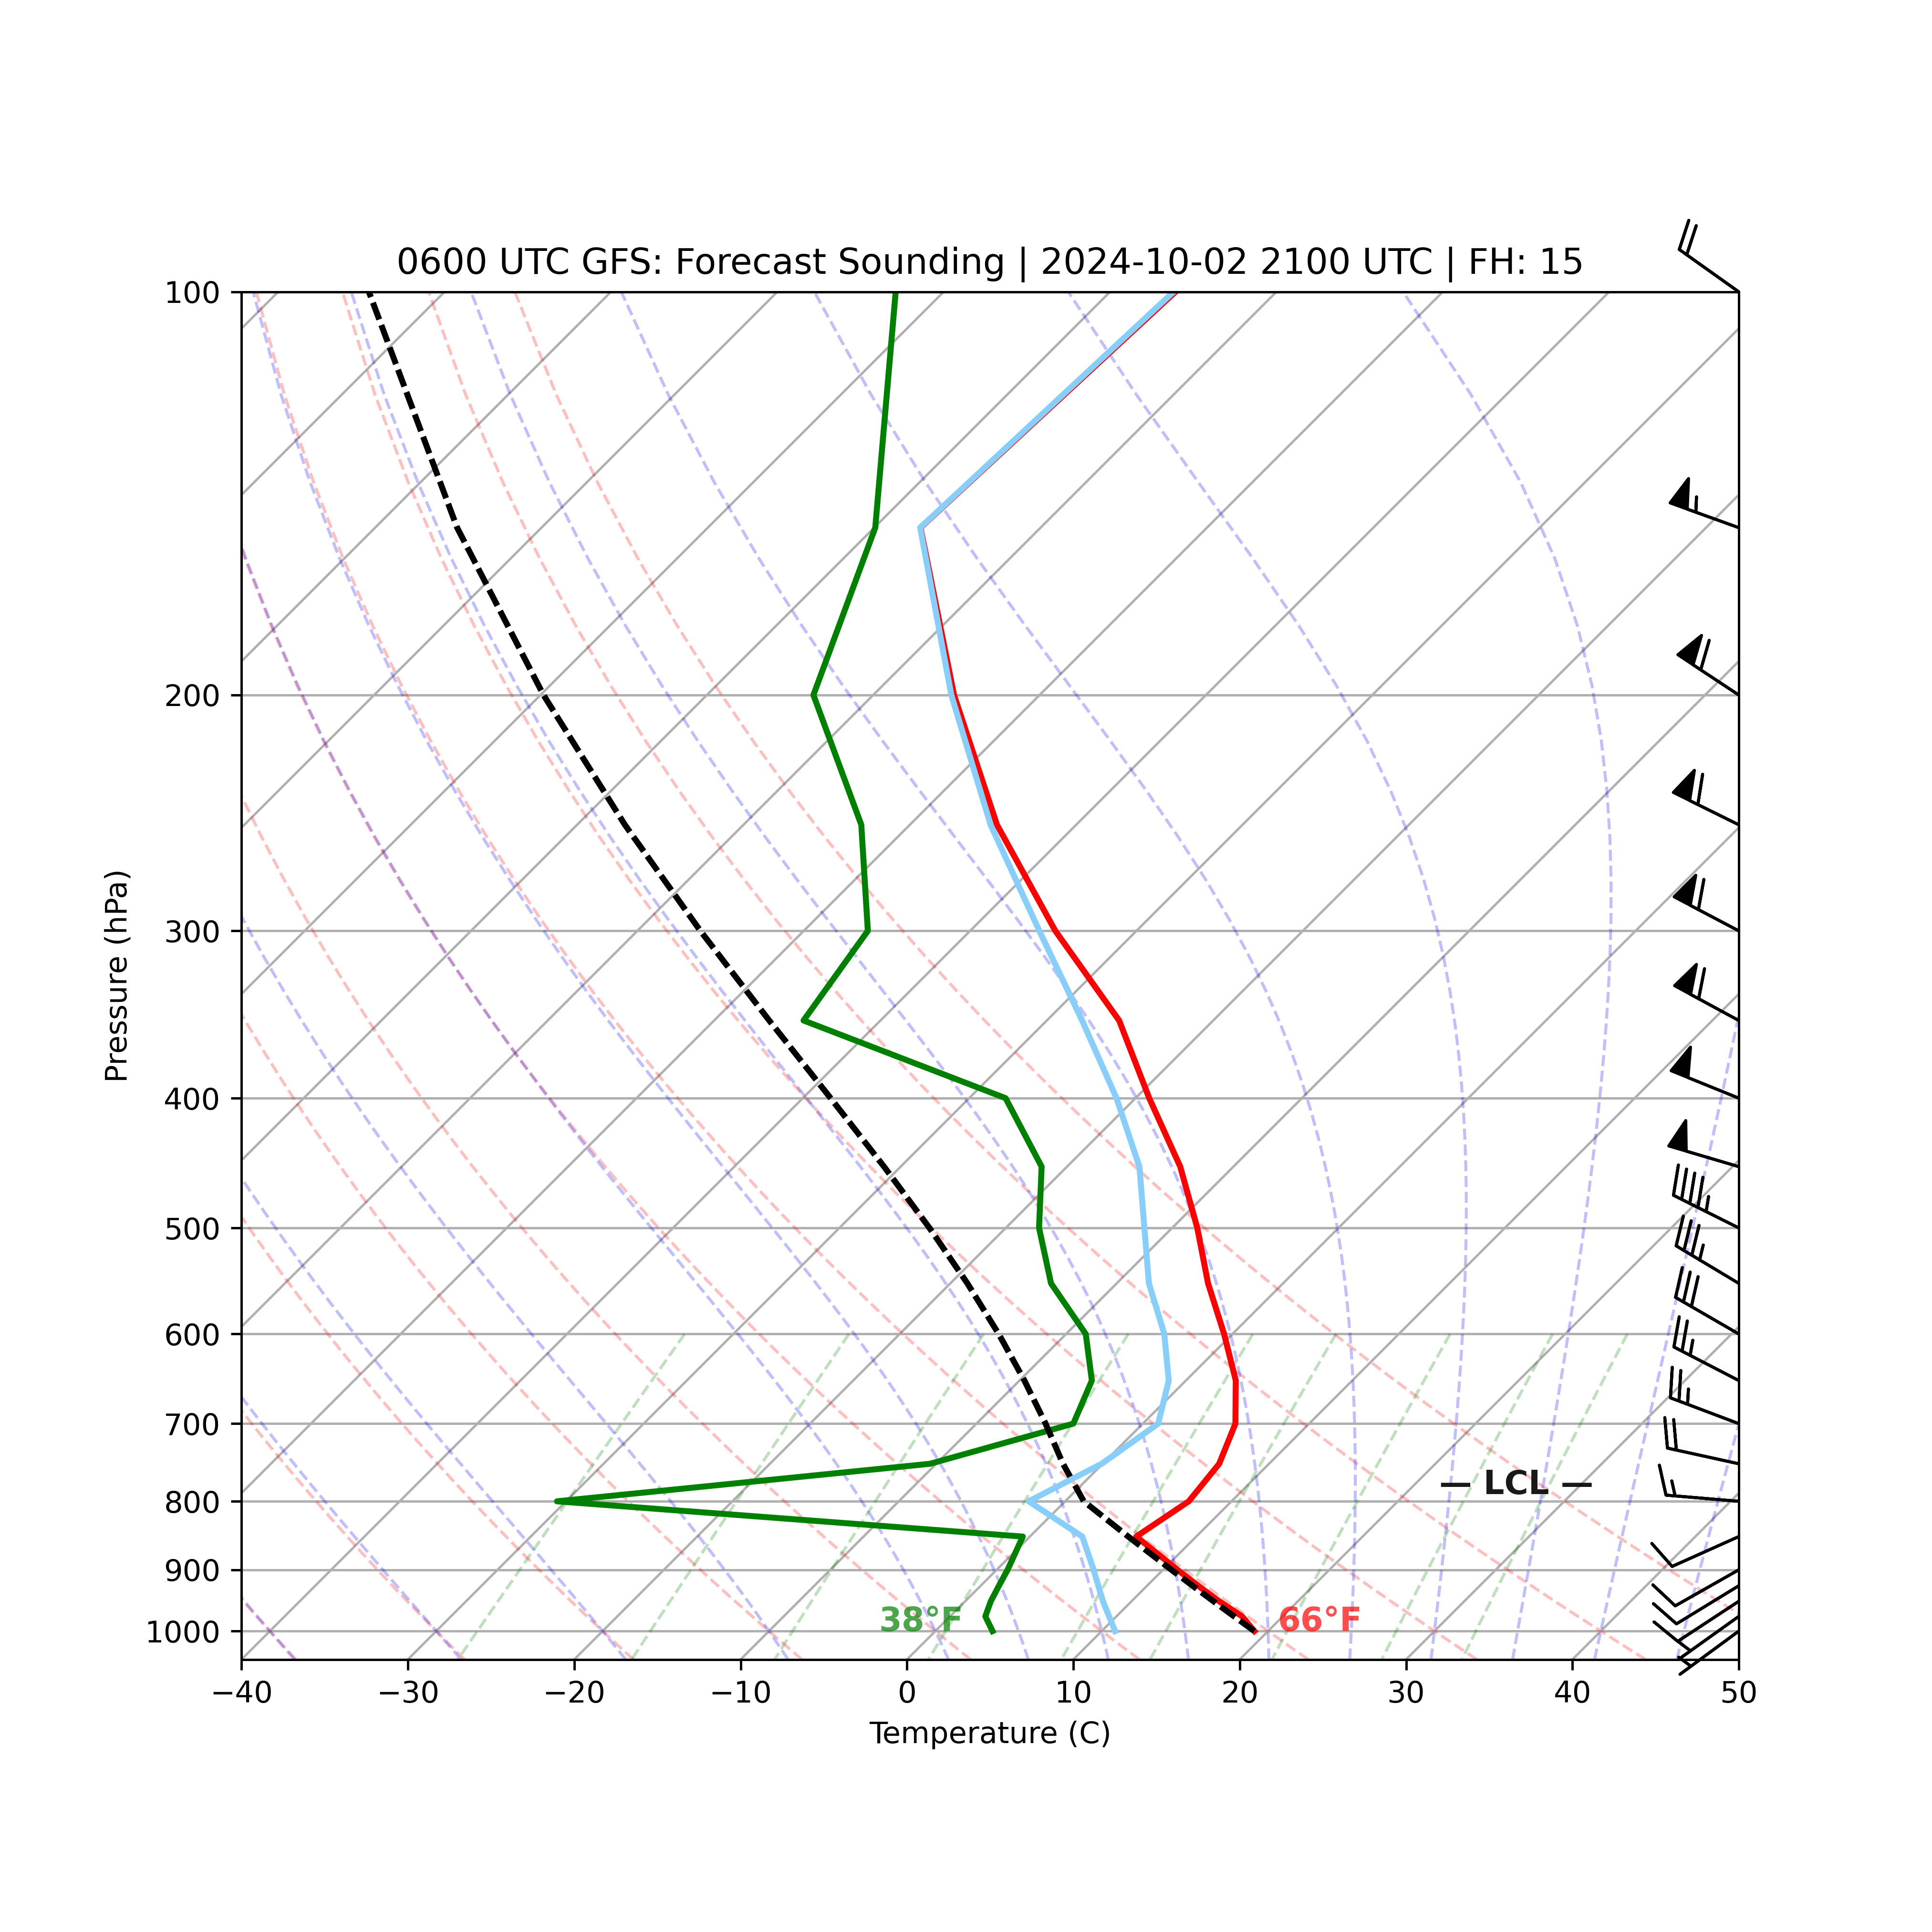 0600 UTC GFS: Forecast Sounding | 2024-10-02 2100 UTC | FH: 15
100
200
300
400
500
600
700
800
900
1000
Pressure (hPa)
— LCL —
38°F
66°F
−40 −30 −20 −10 0 10 20 30 40 50
Temperature (C)